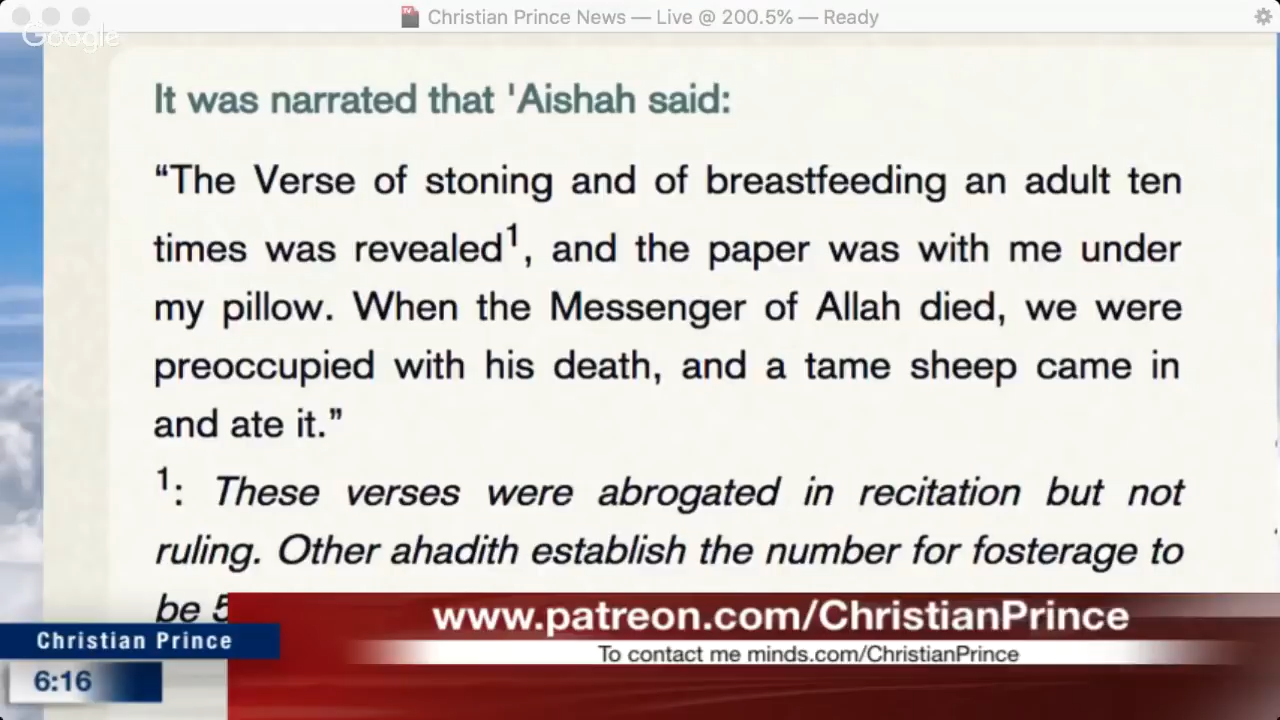 Christian Prince News — Live @ 200.5% — Ready
Google
It was narrated that 'Aishah said:
“The Verse of stoning and of breastfeeding an adult ten
times was revealed¹, and the paper was with me under
my pillow. When the Messenger of Allah died, we were
preoccupied with his death, and a tame sheep came in
and ate it.”
¹: These verses were abrogated in recitation but not
ruling. Other ahadith establish the number for fosterage to
be 5
www.patreon.com/ChristianPrince
Christian Prince
To contact me minds.com/ChristianPrince
6:16